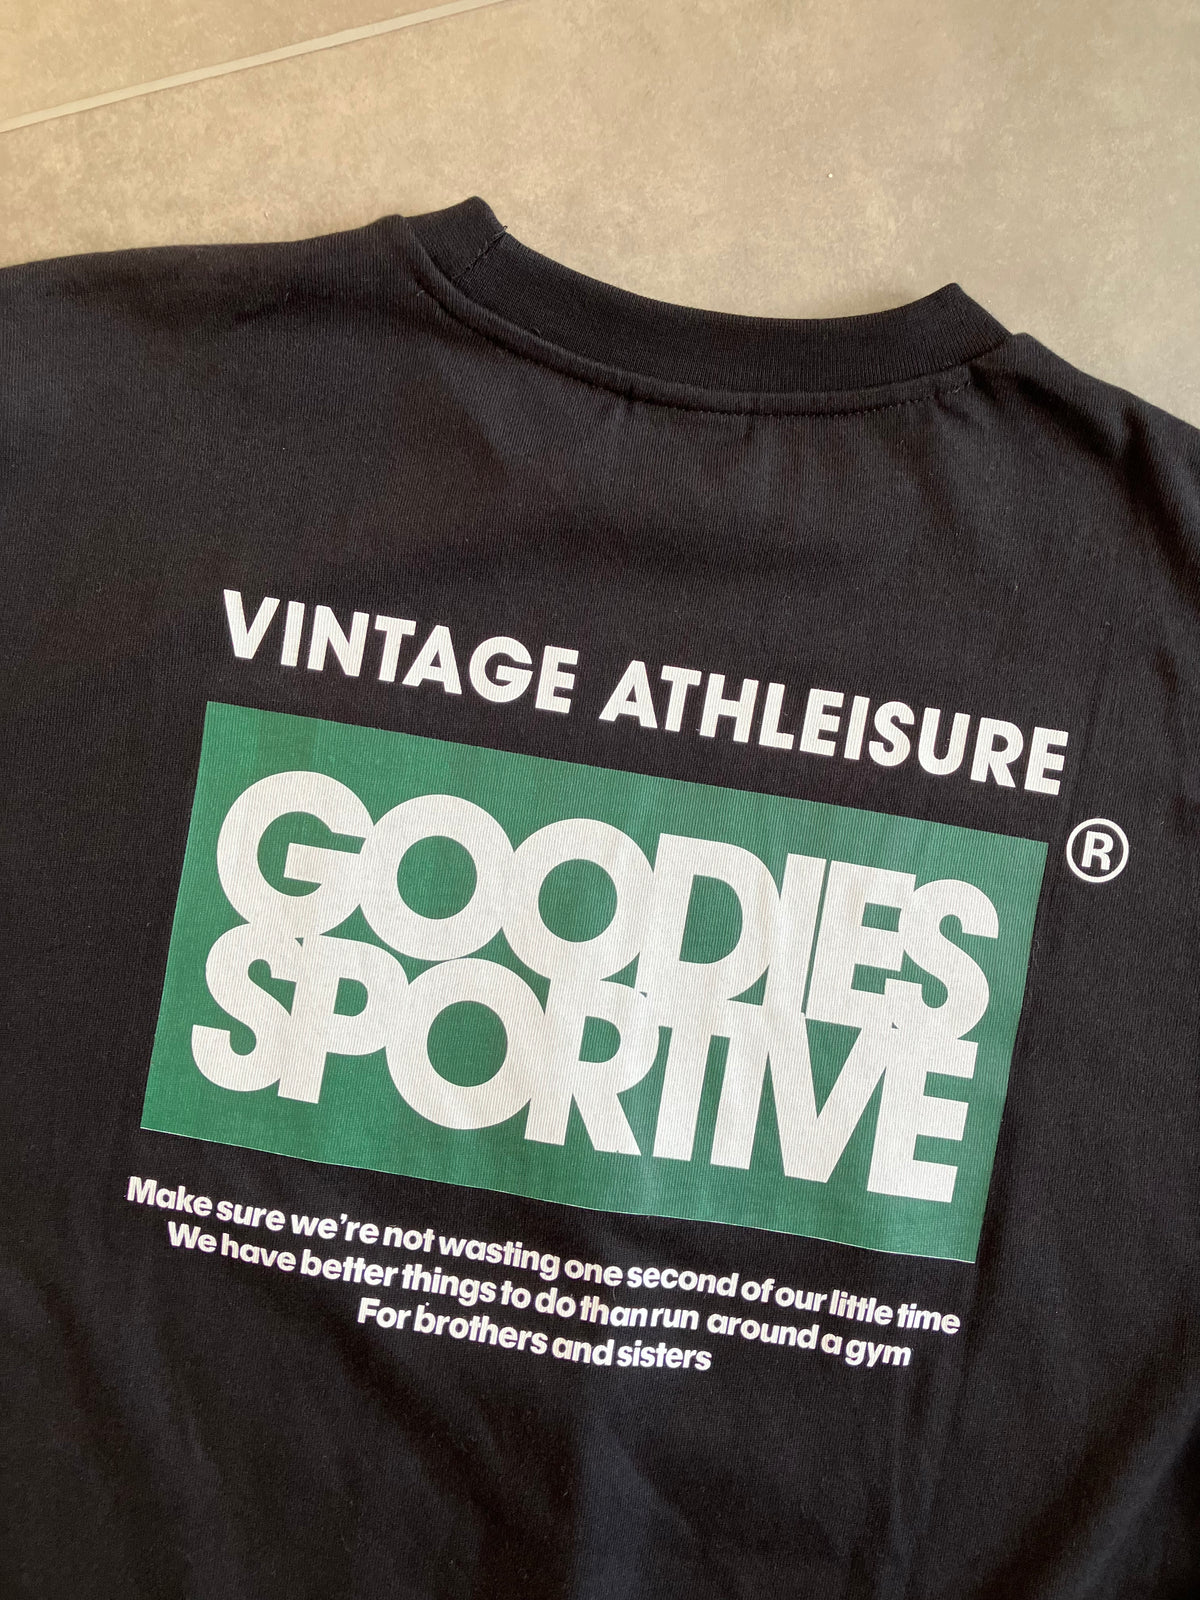 VINTAGE ATHLEISURE
GOODIES ®
SPORTIVE
Make sure we're not wasting one second of our little time
We have better things to do than run around a gym
For brothers and sisters